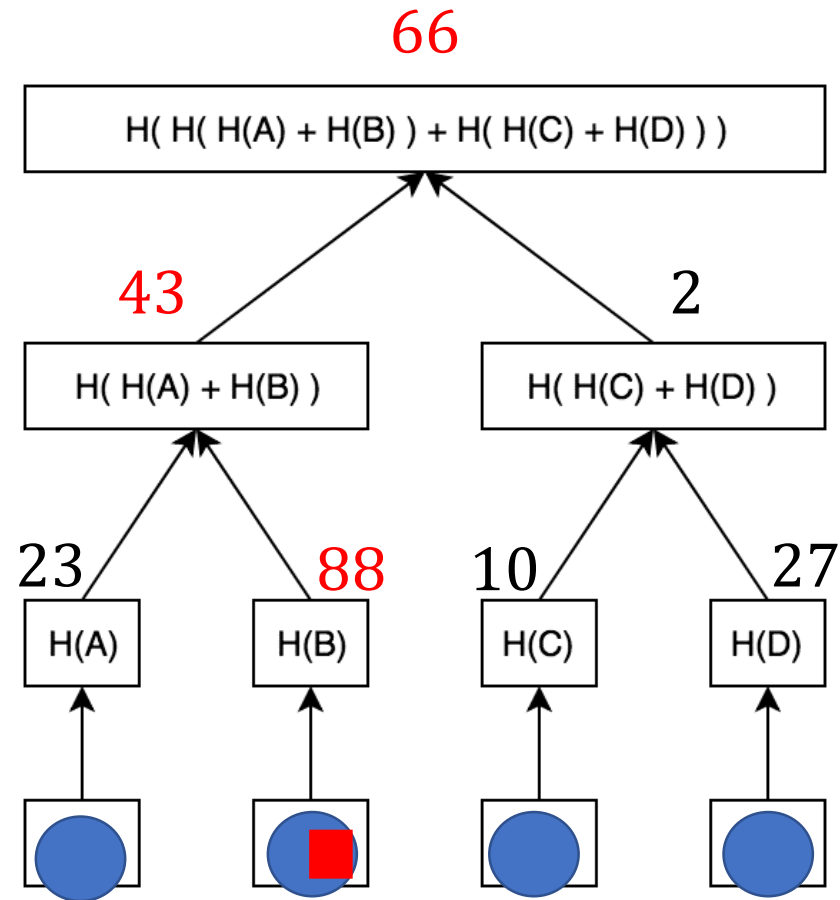 66
H( H( H(A) + H(B) ) + H( H(C) + H(D) ) )
43 2
H( H(A) + H(B) ) H( H(C) + H(D) )
23 88 10 27
H(A) H(B) H(C) H(D)